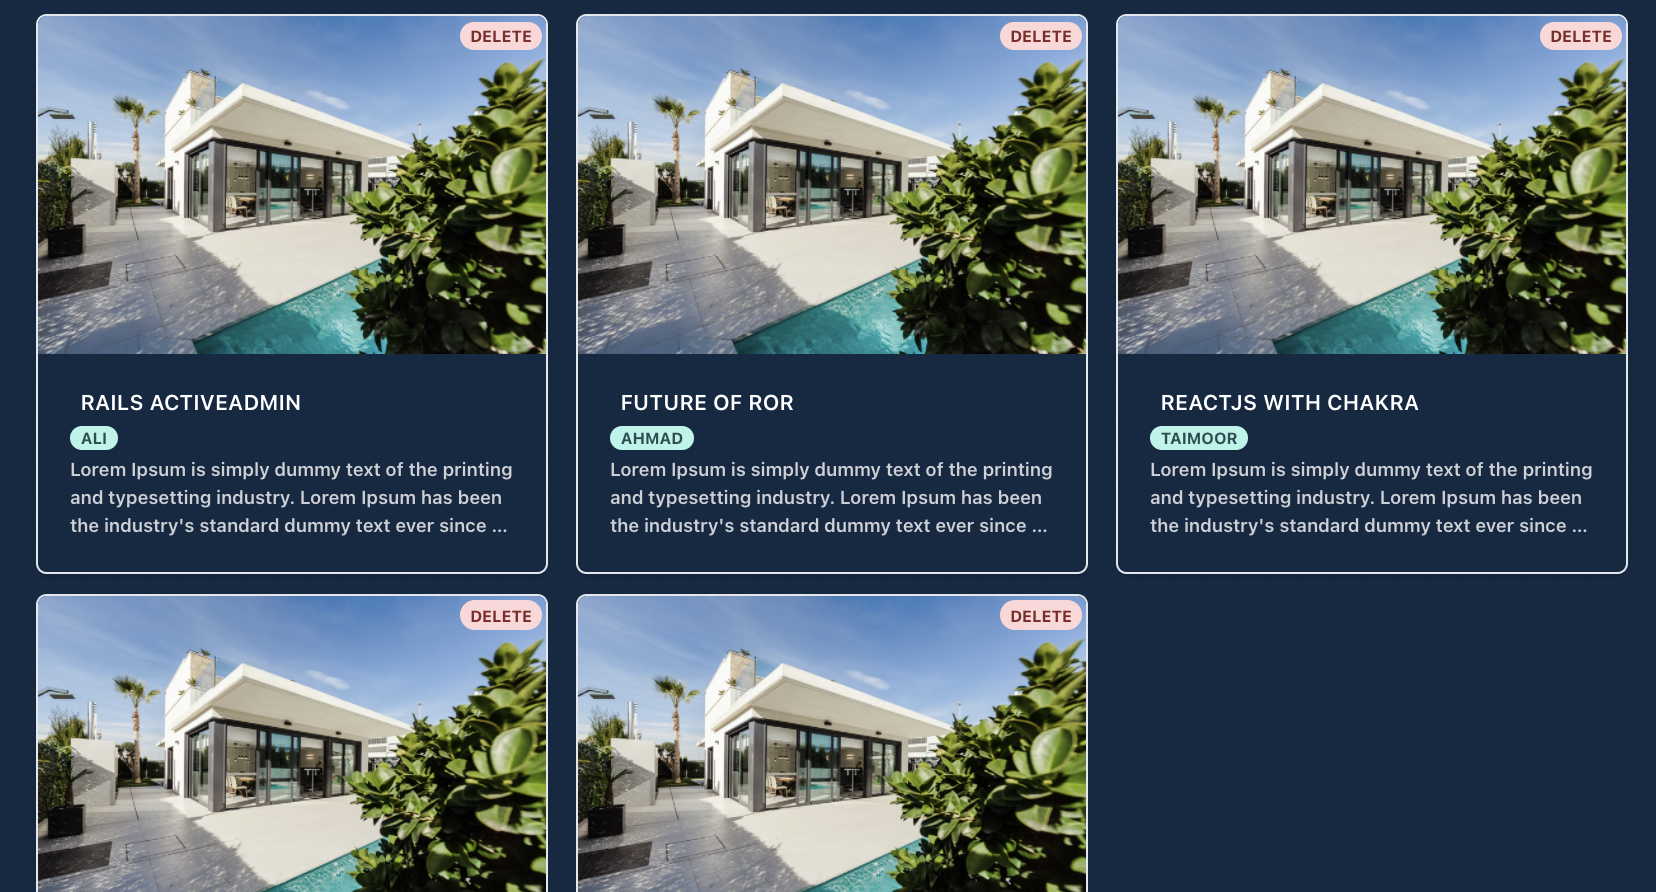 DELETE
DELETE
DELETE
RAILS ACTIVEADMIN
ALI
Lorem Ipsum is simply dummy text of the printing
and typesetting industry. Lorem Ipsum has been
the industry's standard dummy text ever since ...
FUTURE OF ROR
AHMAD
Lorem Ipsum is simply dummy text of the printing
and typesetting industry. Lorem Ipsum has been
the industry's standard dummy text ever since ...
REACTJS WITH CHAKRA
TAIMOOR
Lorem Ipsum is simply dummy text of the printing
and typesetting industry. Lorem Ipsum has been
the industry's standard dummy text ever since ...
DELETE
DELETE